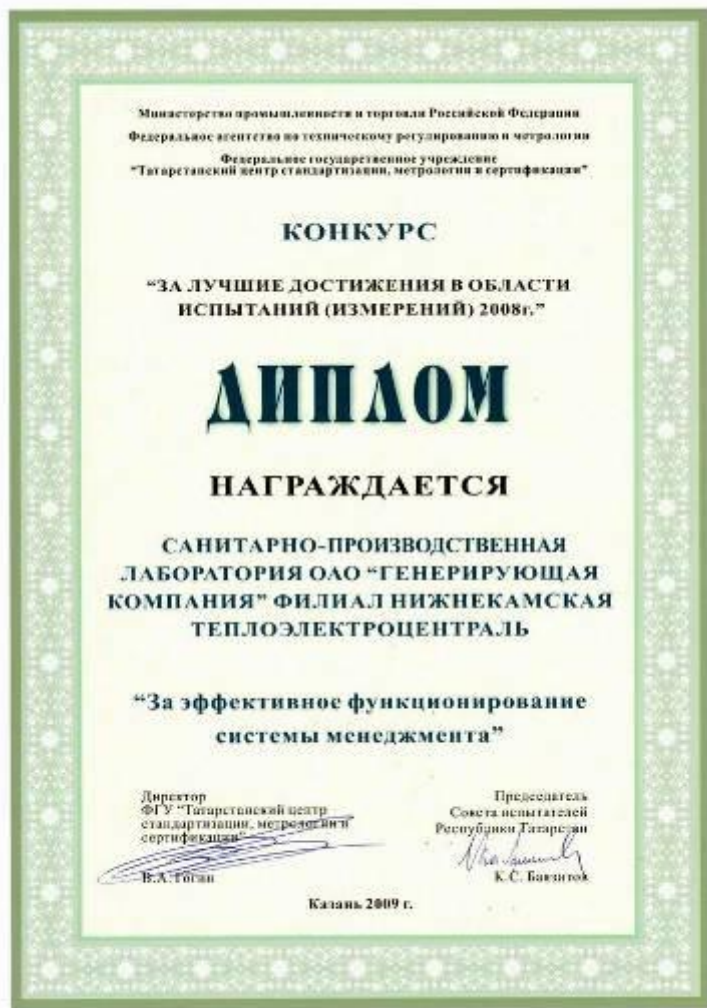 Министерство промышленности и торговли Российской Федерации
Федеральное агентство по техническому регулированию и метрологии
Федеральное государственное учреждение
"Татарстанский центр стандартизации, метрологии и сертификации"
КОНКУРС
“ЗА ЛУЧШИЕ ДОСТИЖЕНИЯ В ОБЛАСТИ
ИСПЫТАНИЙ (ИЗМЕРЕНИЙ) 2008г.”
ДИПЛОМ
НАГРАЖДАЕТСЯ
САНИТАРНО-ПРОИЗВОДСТВЕННАЯ
ЛАБОРАТОРИЯ ОАО “ГЕНЕРИРУЮЩАЯ
КОМПАНИЯ” ФИЛИАЛ НИЖНЕКАМСКАЯ
ТЕПЛОЭЛЕКТРОЦЕНТРАЛЬ
“За эффективное функционирование
системы менеджмента”
Директор
ФГУ “Татарстанский центр
стандартизации, метрологии и
сертификации”
В.А.
Председатель
Совета испытателей
Республики Татарстан
К.С.
Казань 2009 г.